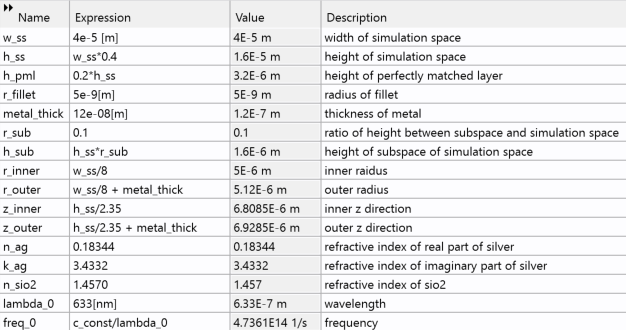 Name Expression Value Description
w_ss 4e-5 [m] 4E-5 m width of simulation space
h_ss w_ss*0.4 1.6E-5 m height of simulation space
h_pml 0.2*h_ss 3.2E-6 m height of perfectly matched layer
r_fillet 5e-9[m] 5E-9 m radius of fillet
metal_thick 12e-08[m] 1.2E-7 m thickness of metal
r_sub 0.1 0.1 ratio of height between subspace and simulation space
h_sub h_ss*r_sub 1.6E-6 m height of subspace of simulation space
r_inner w_ss/8 5E-6 m inner raidus
r_outer w_ss/8 + metal_thick 5.12E-6 m outer radius
z_inner h_ss/2.35 6.8085E-6 m inner z direction
z_outer h_ss/2.35 + metal_thick 6.9285E-6 m outer z direction
n_ag 0.18344 0.18344 refractive index of real part of silver
k_ag 3.4332 3.4332 refractive index of imaginary part of silver
n_sio2 1.4570 1.457 refractive index of sio2
lambda_0 633[nm] 6.33E-7 m wavelength
freq_0 c_const/lambda_0 4.7361E14 1/s frequency